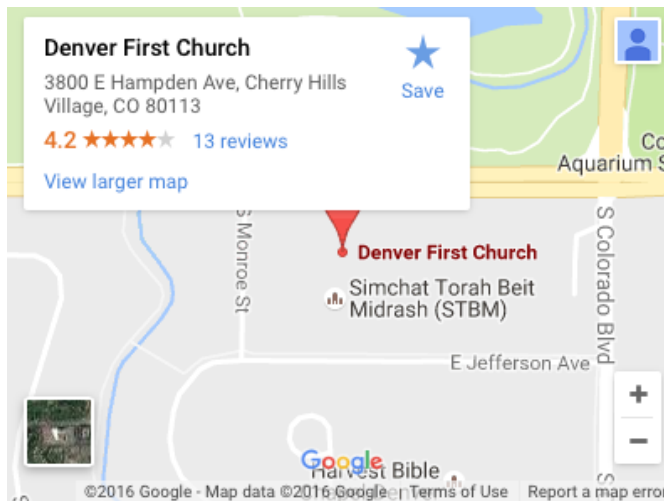 Denver First Church
3800 E Hampden Ave, Cherry Hills
Village, CO 80113
4.2
13 reviews
View larger map
Save
Aquarium
S Monroe St
Denver First Church
Simchat Torah Beit
Midrash (STBM)
S Colorado Blvd
E Jefferson Ave
+
−
Google
Harvest Bible
©2016 Google - Map data ©2016 Google
Terms of Use
Report a map error